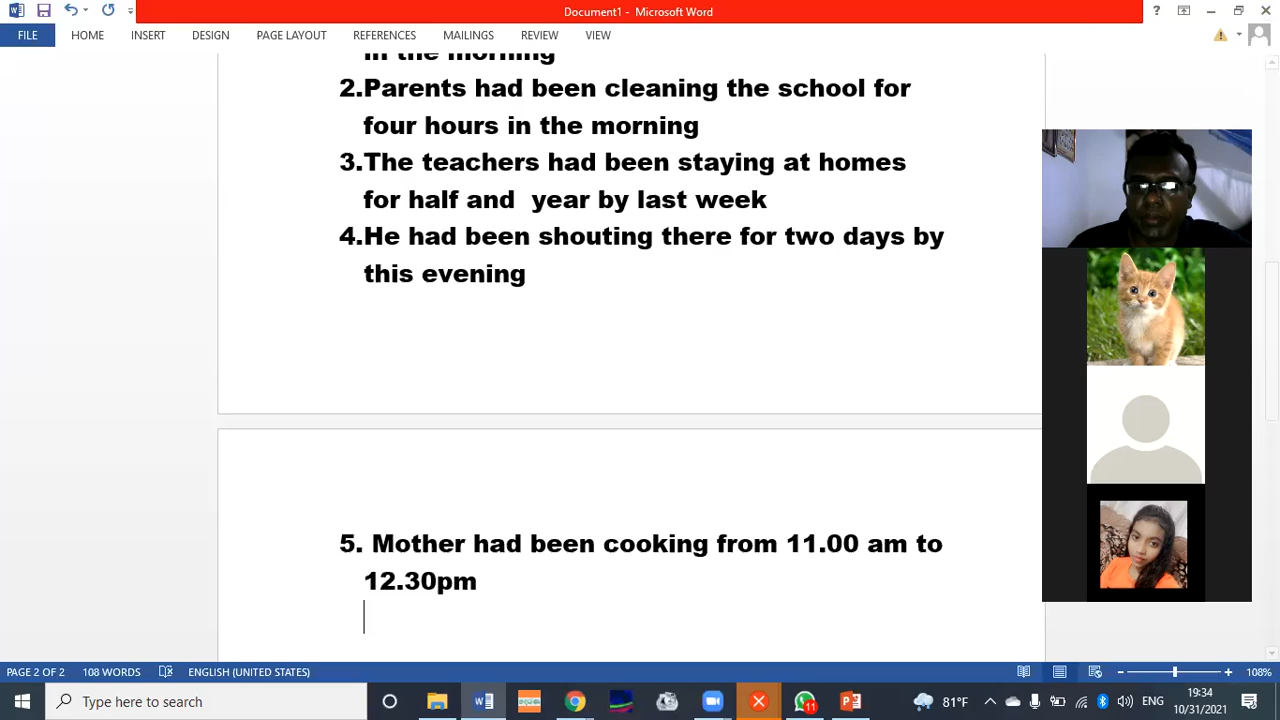 Document1 - Microsoft Word
?
FILE HOME INSERT DESIGN PAGE LAYOUT REFERENCES MAILINGS REVIEW VIEW
in the morning
2.Parents had been cleaning the school for
four hours in the morning
3.The teachers had been staying at homes
for half and year by last week
4.He had been shouting there for two days by
this evening
5. Mother had been cooking from 11.00 am to
12.30pm
PAGE 2 OF 2 108 WORDS ENGLISH (UNITED STATES) 108%
Type here to search
11
81°F
ENG
19:34
10/31/2021